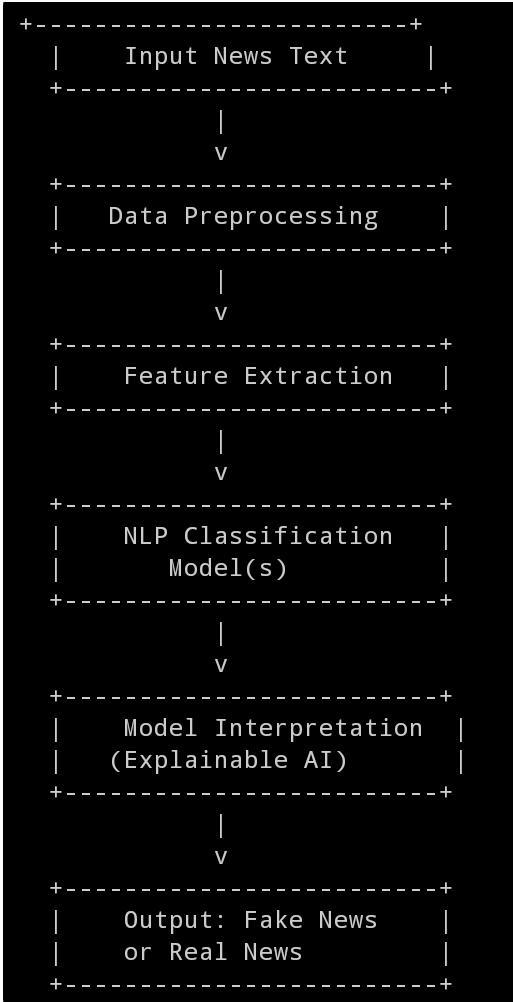 +-------------------------+
|    Input News Text     |
+-------------------------+
|
v
+-------------------------+
|   Data Preprocessing    |
+-------------------------+
|
v
+-------------------------+
|    Feature Extraction   |
+-------------------------+
|
v
+-------------------------+
|    NLP Classification   |
|       Model(s)          |
+-------------------------+
|
v
+-------------------------+
|    Model Interpretation  |
|   (Explainable AI)       |
+-------------------------+
|
v
+-------------------------+
|    Output: Fake News    |
|    or Real News         |
+-------------------------+